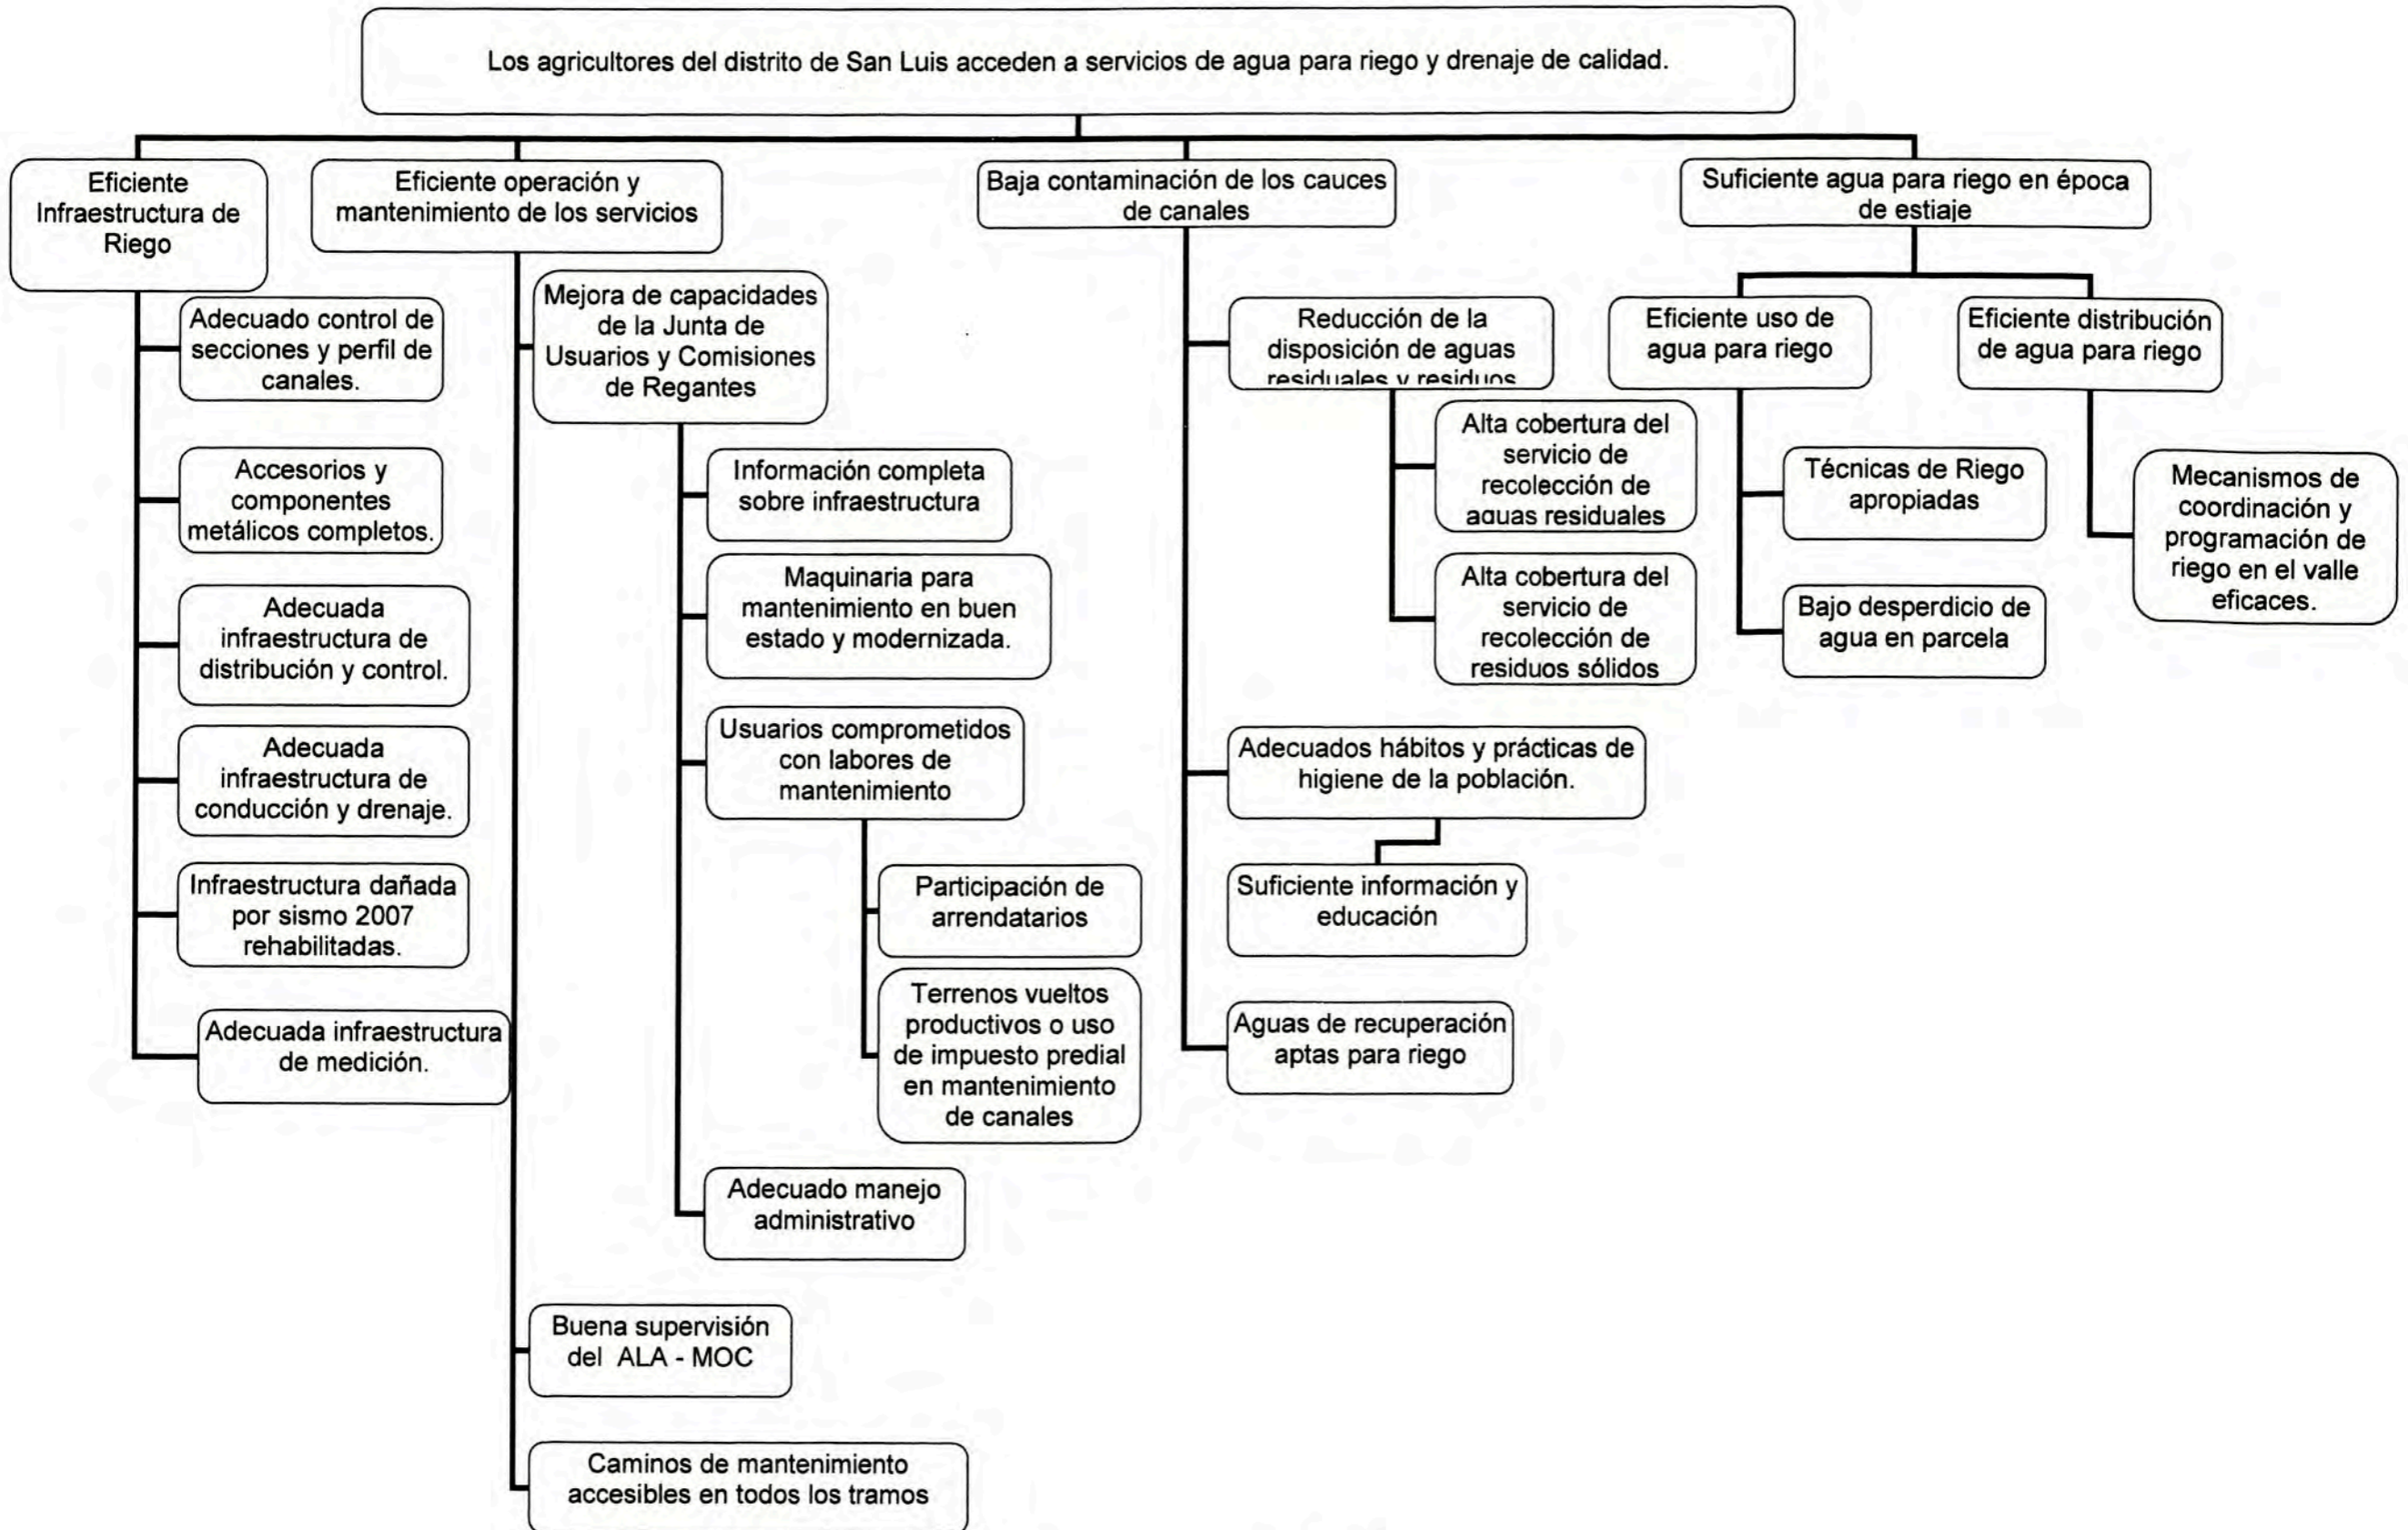 Los agricultores del distrito de San Luis acceden a servicios de agua para riego y drenaje de calidad.
Eficiente
Infraestructura de
Riego
Adecuado control de
secciones y perfil de
canales.
Accesorios y
componentes
metálicos completos.
Adecuada
infraestructura de
distribución y control.
Adecuada
infraestructura de
conducción y drenaje.
Infraestructura dañada
por sismo 2007
rehabilitadas.
Adecuada infraestructura
de medición.
Eficiente operación y
mantenimiento de los servicios
Mejora de capacidades
de la Junta de
Usuarios y Comisiones
de Regantes
Información completa
sobre infraestructura
Maquinaria para
mantenimiento en buen
estado y modernizada.
Usuarios comprometidos
con labores de
mantenimiento
Participación de
arrendatarios
Terrenos vueltos
productivos o uso
de impuesto predial
en mantenimiento
de canales
Adecuado manejo
administrativo
Buena supervisión
del ALA - MOC
Caminos de mantenimiento
accesibles en todos los tramos
Baja contaminación de los cauces
de canales
Reducción de la
disposición de aguas
residuales y residuos
Alta cobertura del
servicio de
recolección de
aguas residuales
Alta cobertura del
servicio de
recolección de
residuos sólidos
Adecuados hábitos y prácticas de
higiene de la población.
Suficiente información y
educación
Aguas de recuperación
aptas para riego
Suficiente agua para riego en época
de estiaje
Eficiente uso de
agua para riego
Técnicas de Riego
apropiadas
Bajo desperdicio de
agua en parcela
Eficiente distribución
de agua para riego
Mecanismos de
coordinación y
programación de
riego en el valle
eficaces.